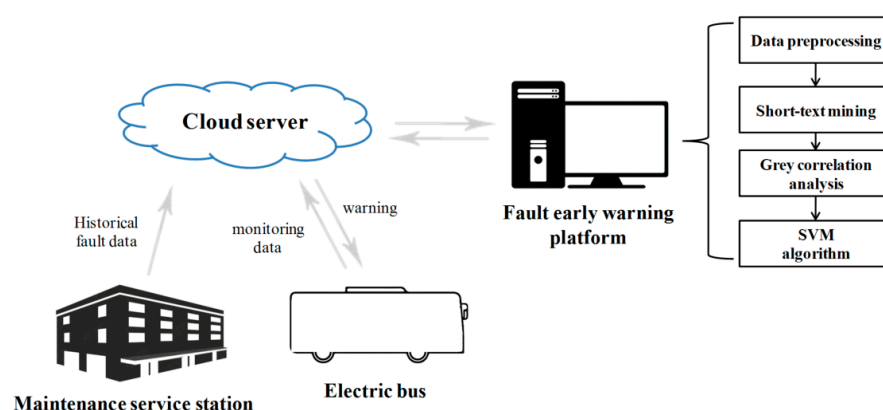 Data preprocessing
Short-text mining
Grey correlation
analysis
SVM
algorithm
Cloud server
Fault early warning
platform
Historical
fault data
monitoring
data
warning
Maintenance service station
Electric bus